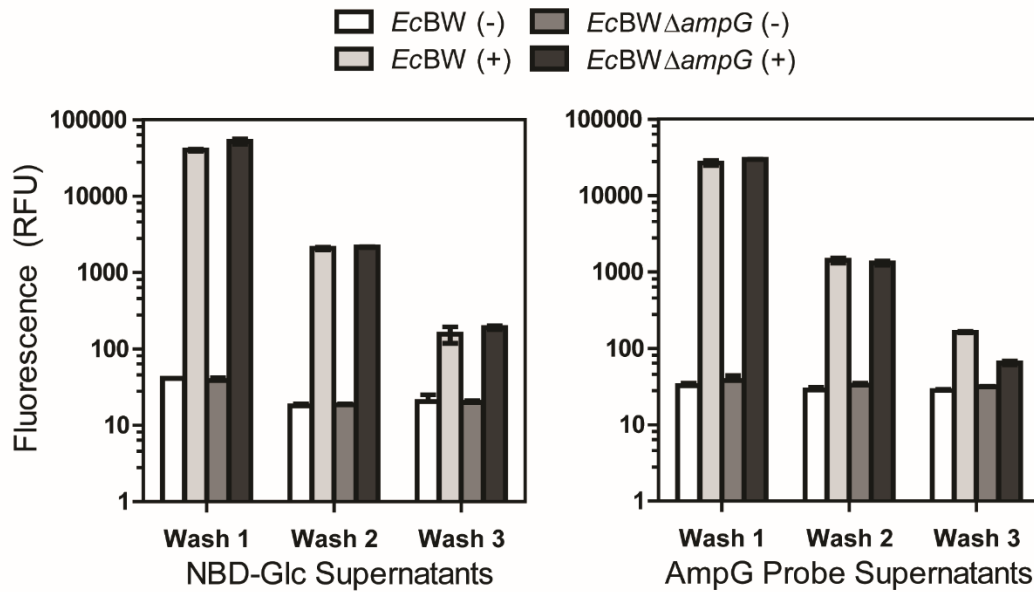 EcBW (-) EcBWΔampG (-)
EcBW (+) EcBWΔampG (+)
Fluorescence (RFU)
100000
10000
1000
100
10
1
Wash 1 Wash 2 Wash 3
NBD-Glc Supernatants
100000
10000
1000
100
10
1
Wash 1 Wash 2 Wash 3
AmpG Probe Supernatants